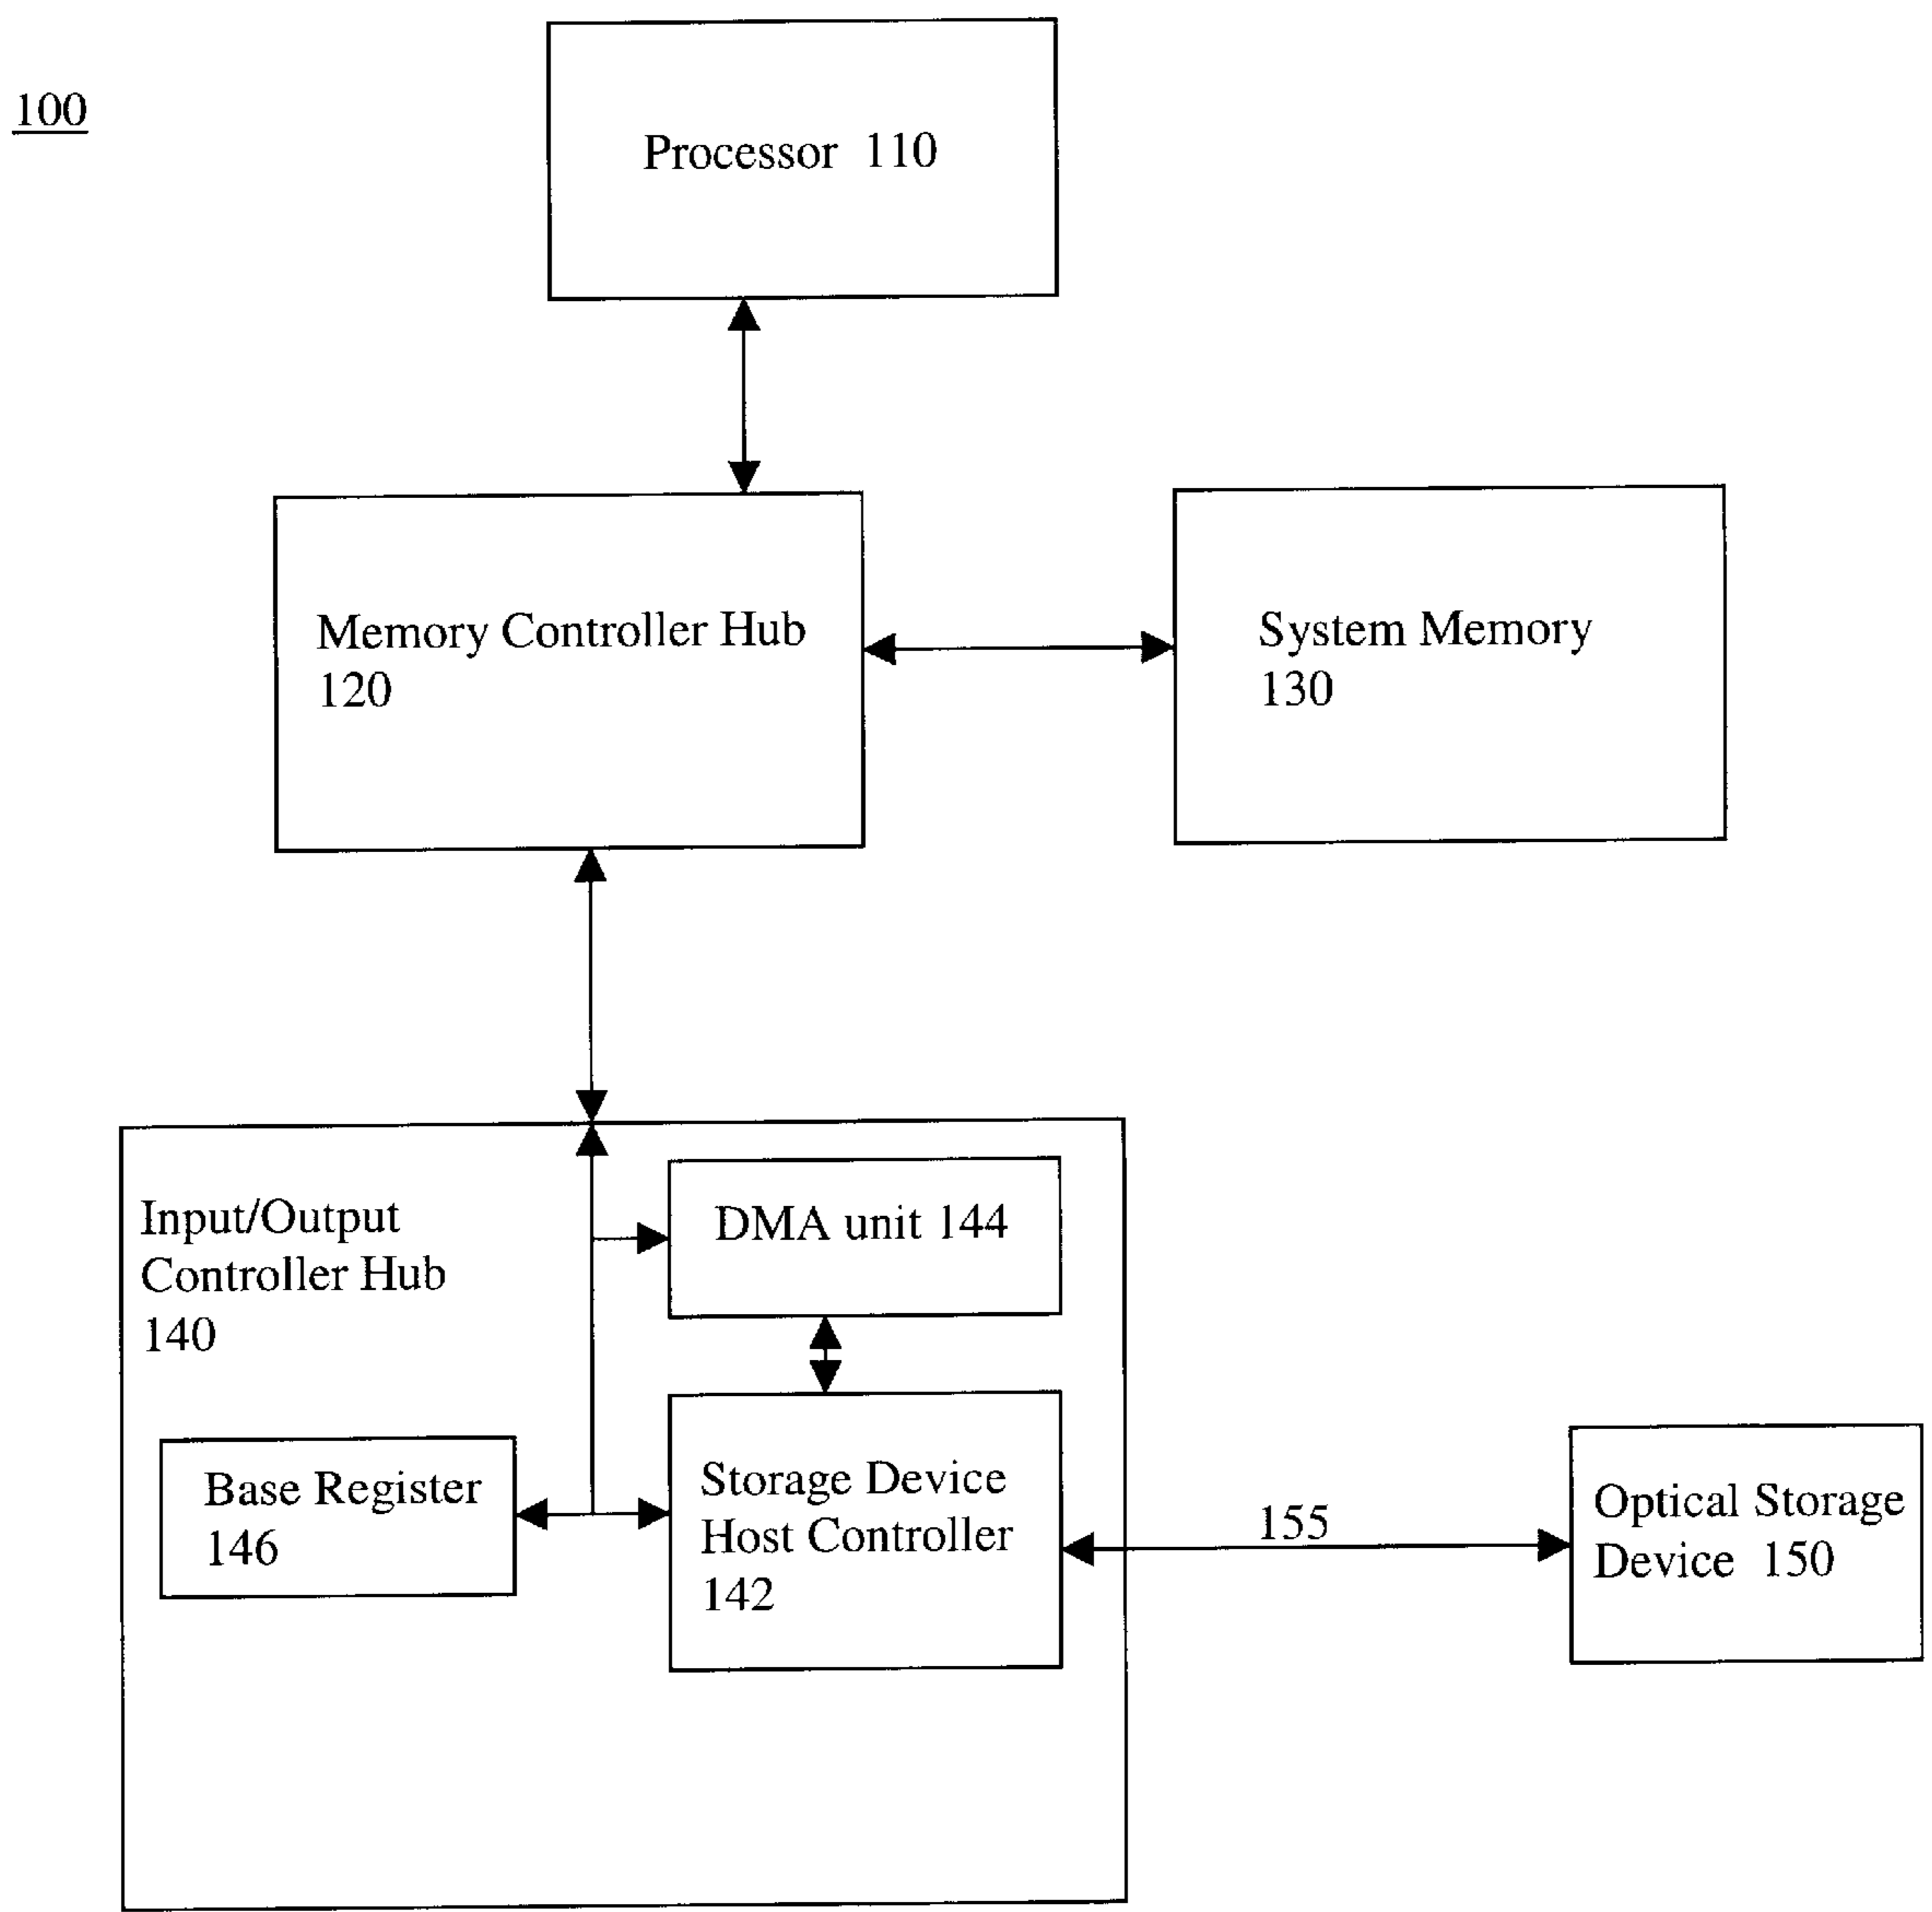 100
Processor 110
Memory Controller Hub
120
System Memory
130
Input/Output
Controller Hub
140
DMA unit 144
Base Register
146
Storage Device
Host Controller
142
155
Optical Storage
Device 150